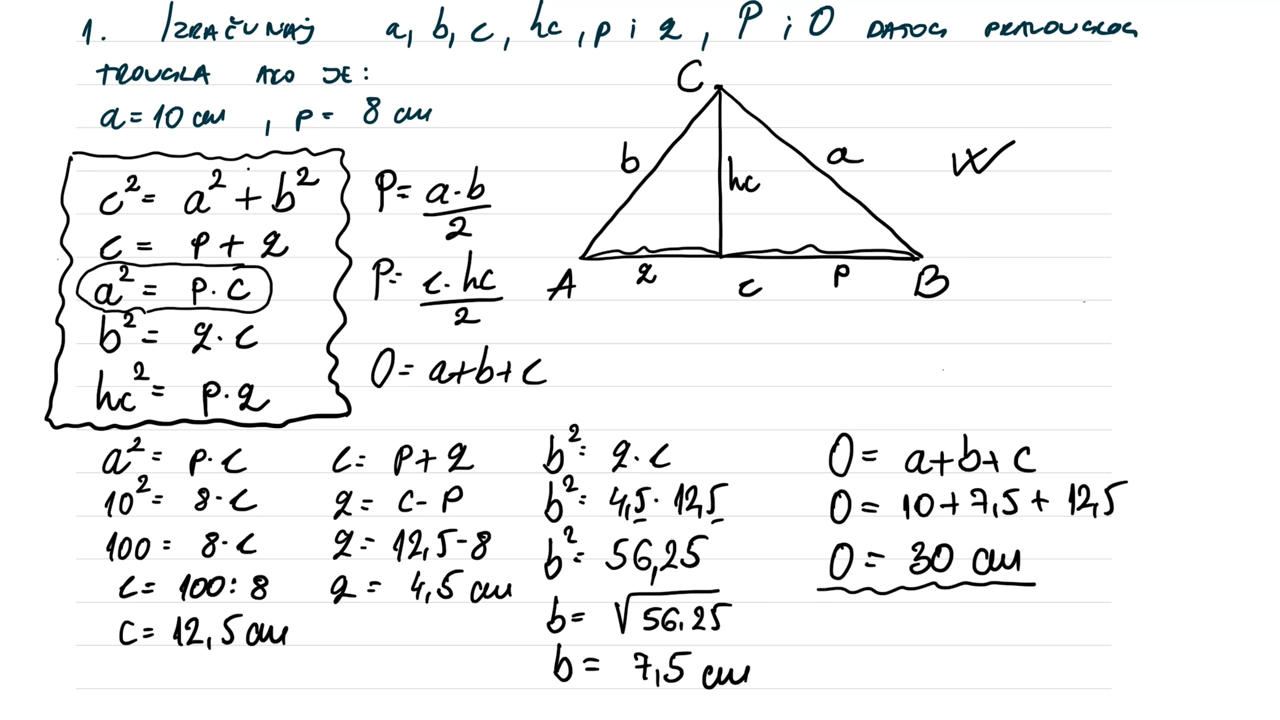 1. IZRAČUNAJ a, b, c, hc, p i q, P i O DATOG PRAVOUGLOG
TROUGLA AKO JE:
a = 10 cm, p = 8 cm
c² = a² + b²
c = p + q
a² = p · c
b² = q · c
hc² = p · q
P = a·b/2
P = c·hc/2
O = a+b+c
C
b
hc
a
A
q
c
p
B
a² = p·c
10² = 8·c
100 = 8·c
c = 100:8
c = 12,5 cm
c = p+q
q = c-p
q = 12,5-8
q = 4,5 cm
b² = q·c
b² = 4,5·12,5
b² = 56,25
b = √56,25
b = 7,5 cm
O = a+b+c
O = 10+7,5+12,5
O = 30 cm